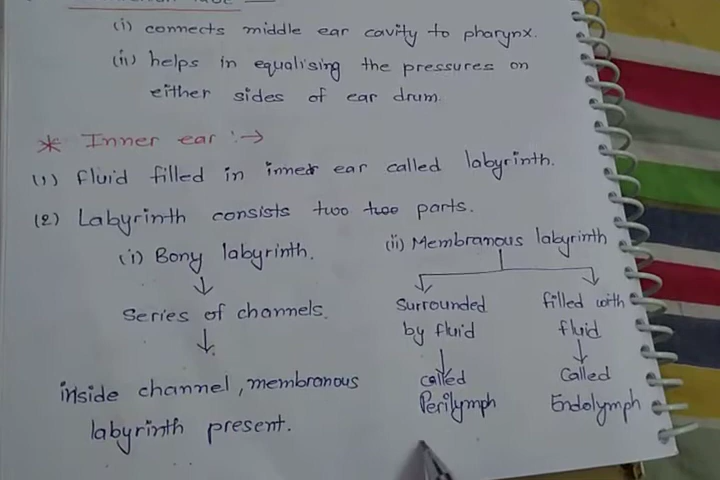 (i) connects middle ear cavity to pharynx.
(ii) helps in equalising the pressures on
either sides of ear drum.
* Inner ear :→
(1) Fluid filled in inner ear called labyrinth.
(2) Labyrinth consists two two parts.
(i) Bony labyrinth.
↓
Series of channels.
↓
inside channel, membranous
labyrinth present.
(ii) Membranous labyrinth
Surrounded
by fluid
↓
called
Perilymph
filled with
fluid
↓
Called
Endolymph